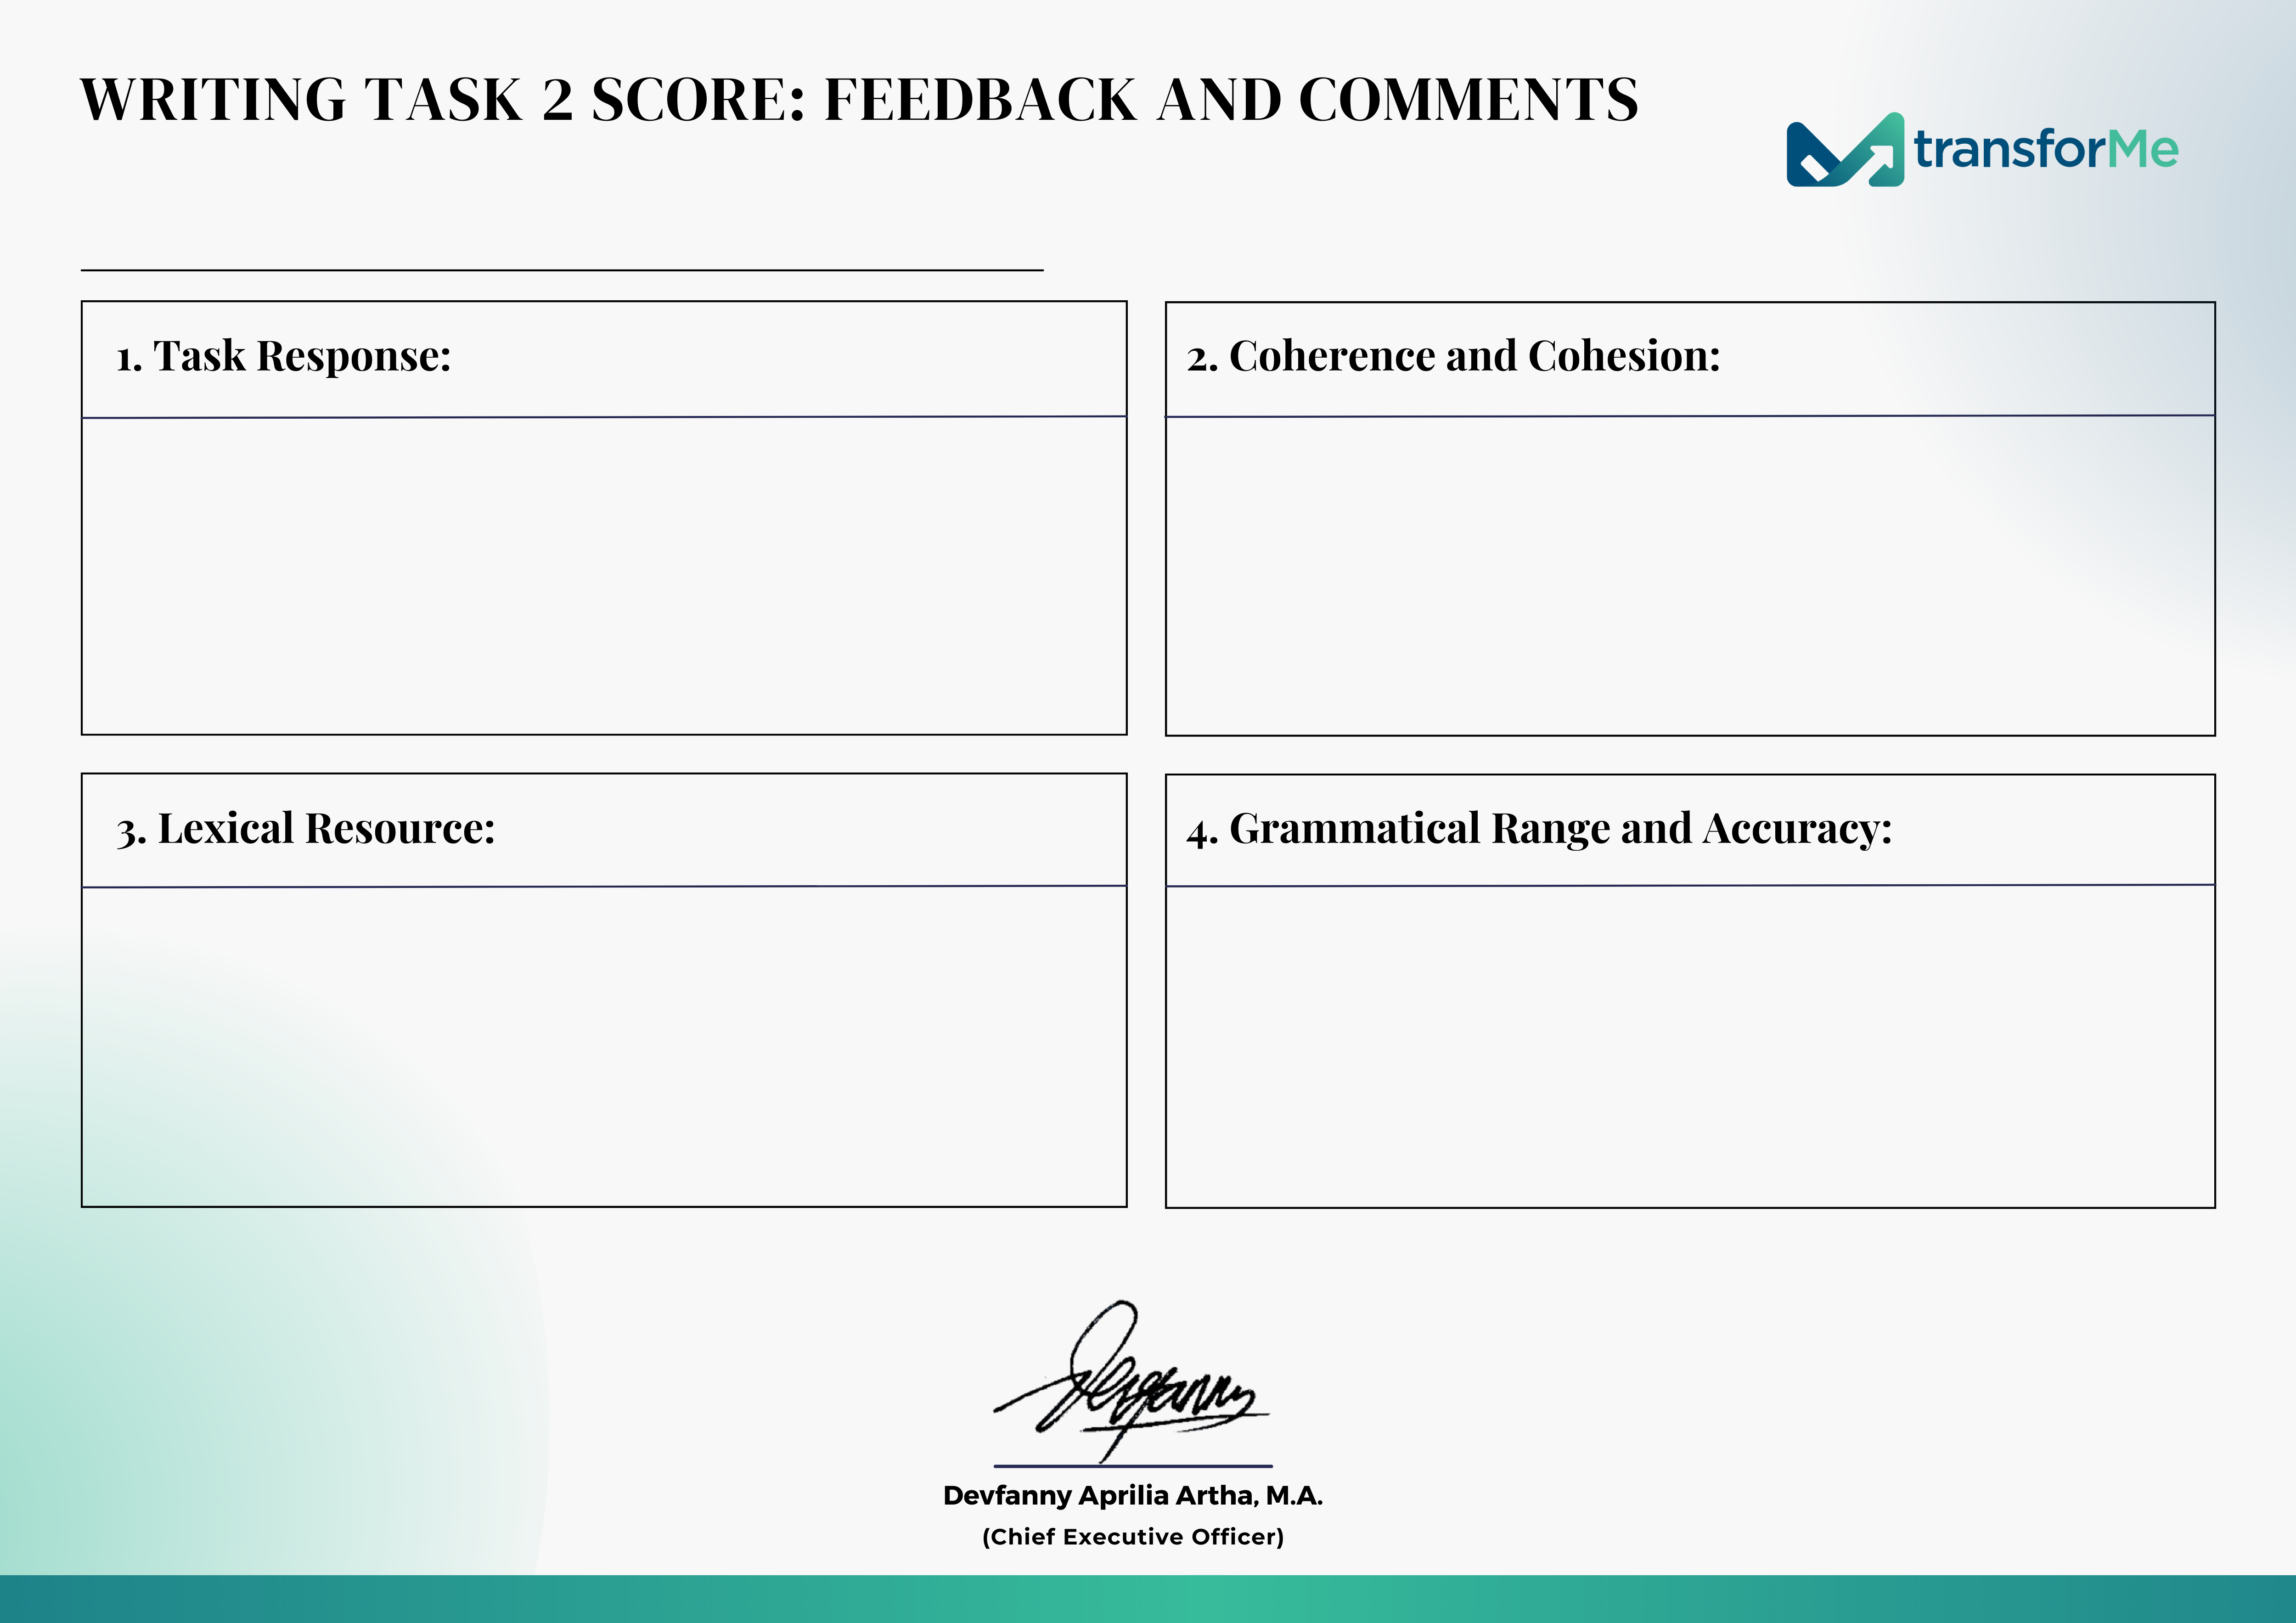 WRITING TASK 2 SCORE: FEEDBACK AND COMMENTS
transforMe
1. Task Response:
2. Coherence and Cohesion:
3. Lexical Resource:
4. Grammatical Range and Accuracy:
Devfanny
Devfanny Aprilia Artha, M.A.
(Chief Executive Officer)